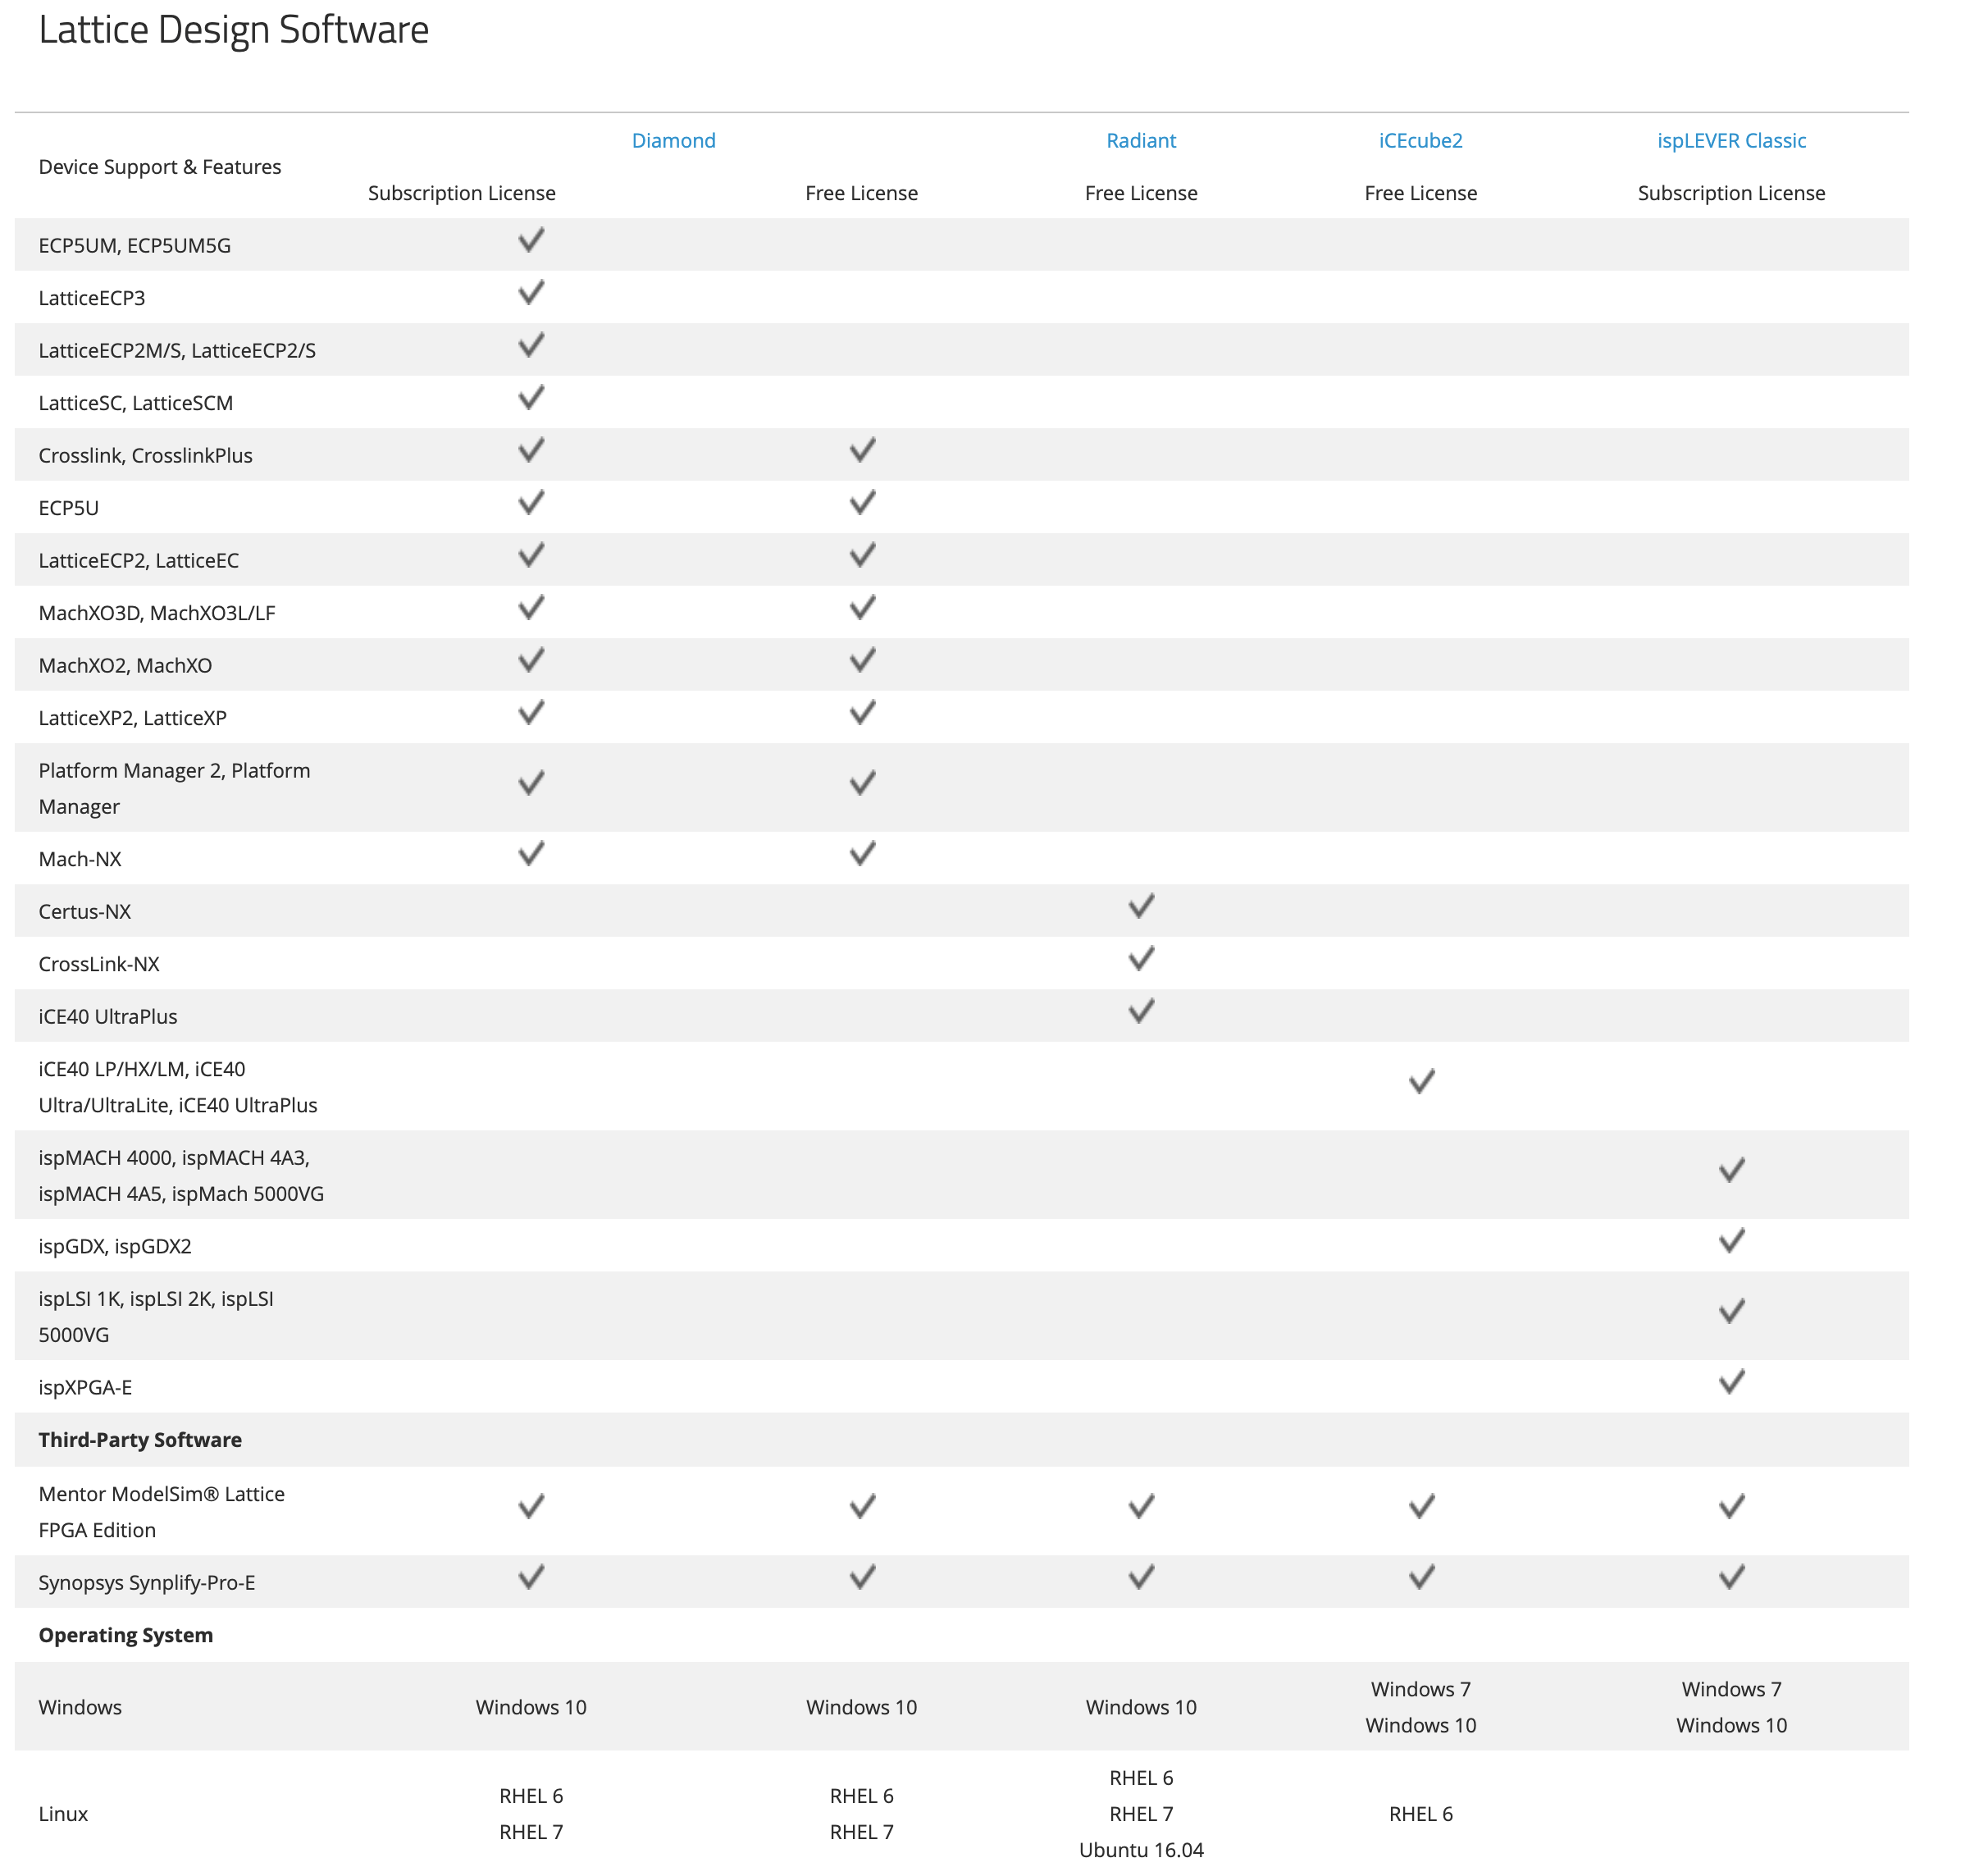 Lattice Design Software
Device Support & Features
Diamond
Radiant
iCEcube2
ispLEVER Classic
Subscription License
Free License
Free License
Free License
Subscription License
ECP5UM, ECP5UM5G
LatticeECP3
LatticeECP2M/S, LatticeECP2/S
LatticeSC, LatticeSCM
Crosslink, CrosslinkPlus
ECP5U
LatticeECP2, LatticeEC
MachXO3D, MachXO3L/LF
MachXO2, MachXO
LatticeXP2, LatticeXP
Platform Manager 2, Platform
Manager
Mach-NX
Certus-NX
CrossLink-NX
iCE40 UltraPlus
iCE40 LP/HX/LM, iCE40
Ultra/UltraLite, iCE40 UltraPlus
ispMACH 4000, ispMACH 4A3,
ispMACH 4A5, ispMach 5000VG
ispGDX, ispGDX2
ispLSI 1K, ispLSI 2K, ispLSI
5000VG
ispXPGA-E
Third-Party Software
Mentor ModelSim® Lattice
FPGA Edition
Synopsys Synplify-Pro-E
Operating System
Windows
Windows 10
Windows 10
Windows 10
Windows 7
Windows 10
Windows 7
Windows 10
Linux
RHEL 6
RHEL 7
RHEL 6
RHEL 7
RHEL 6
RHEL 7
Ubuntu 16.04
RHEL 6